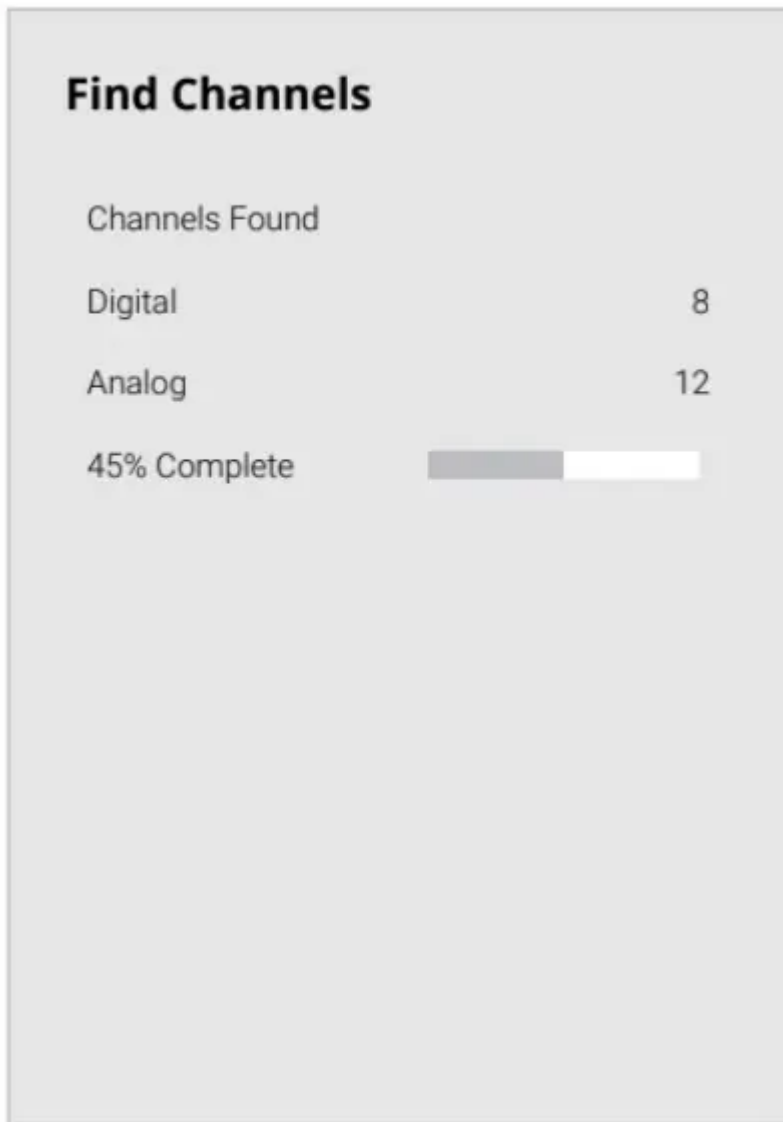 Find Channels
Channels Found
Digital 8
Analog 12
45% Complete